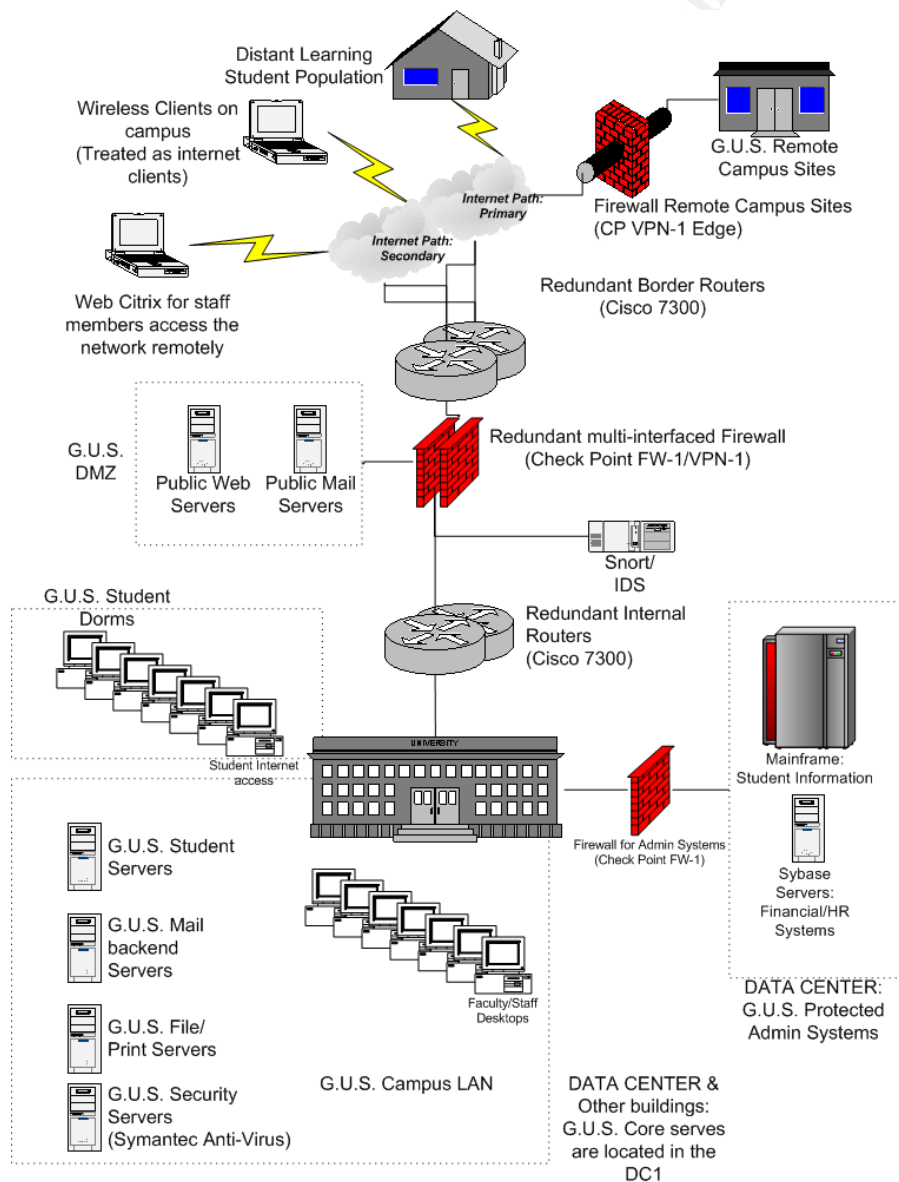 Distant Learning
Student Population
Wireless Clients on
campus
(Treated as internet
clients)
G.U.S. Remote
Campus Sites
Internet Path:
Primary
Firewall Remote Campus Sites
(CP VPN-1 Edge)
Internet Path:
Secondary
Web Citrix for staff
members access the
network remotely
Redundant Border Routers
(Cisco 7300)
G.U.S.
DMZ
Public Web
Servers
Public Mail
Servers
Redundant multi-interfaced Firewall
(Check Point FW-1/VPN-1)
Snort/
IDS
G.U.S. Student
Dorms
Student Internet
access
Redundant Internal
Routers
(Cisco 7300)
UNIVERSITY
Mainframe:
Student Information
Firewall for Admin Systems
(Check Point FW-1)
Sybase
Servers:
Financial/HR
Systems
DATA CENTER:
G.U.S. Protected
Admin Systems
G.U.S. Student
Servers
G.U.S. Mail
backend
Servers
G.U.S. File/
Print Servers
G.U.S. Security
Servers
(Symantec Anti-Virus)
Faculty/Staff
Desktops
G.U.S. Campus LAN
DATA CENTER &
Other buildings:
G.U.S. Core serves
are located in the
DC1